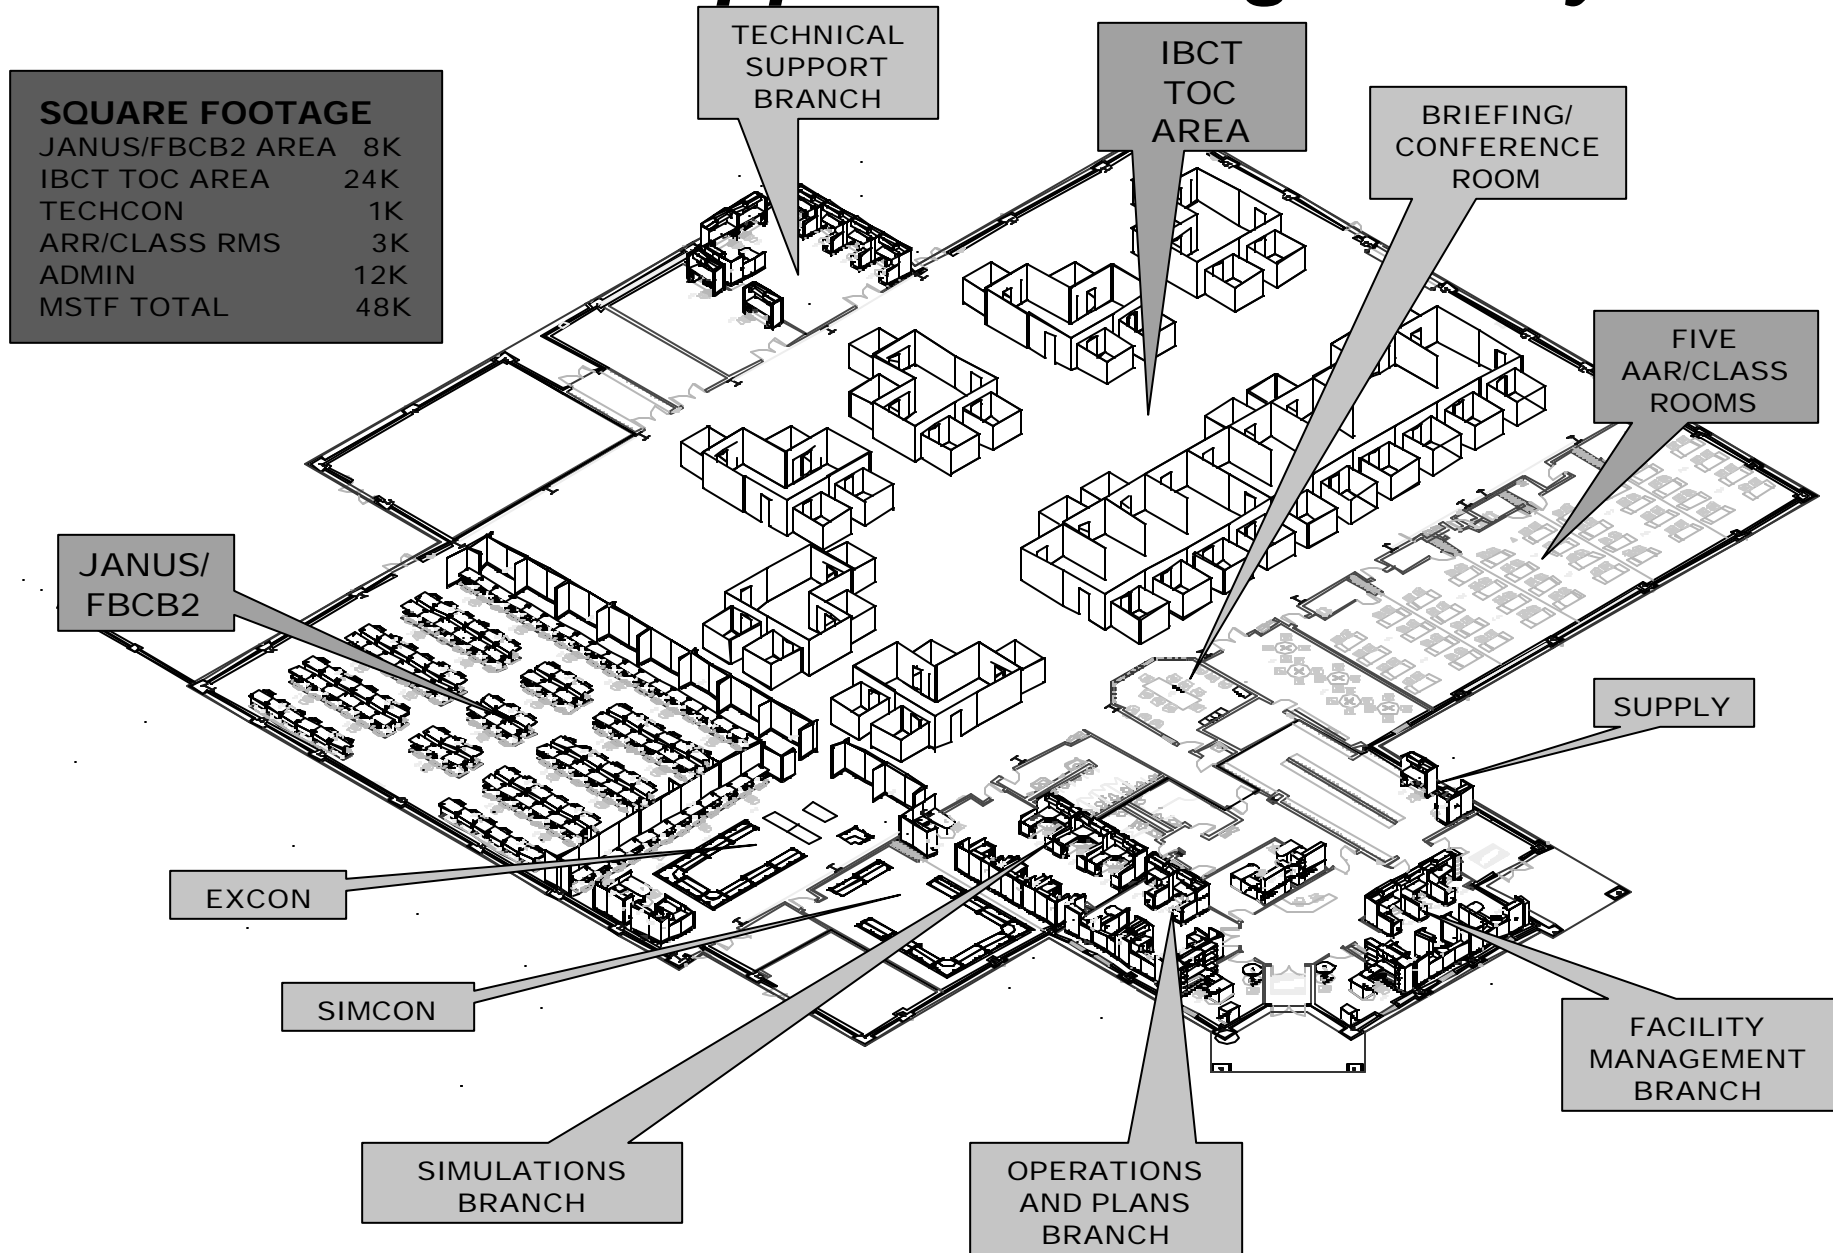 TECHNICAL
SUPPORT
BRANCH
IBCT
TOC
AREA
BRIEFING/
CONFERENCE
ROOM
SQUARE FOOTAGE
JANUS/FBCB2 AREA 8K
IBCT TOC AREA 24K
TECHCON 1K
ARR/CLASS RMS 3K
ADMIN 12K
MSTF TOTAL 48K
FIVE
AAR/CLASS
ROOMS
JANUS/
FBCB2
SUPPLY
EXCON
SIMCON
FACILITY
MANAGEMENT
BRANCH
SIMULATIONS
BRANCH
OPERATIONS
AND PLANS
BRANCH